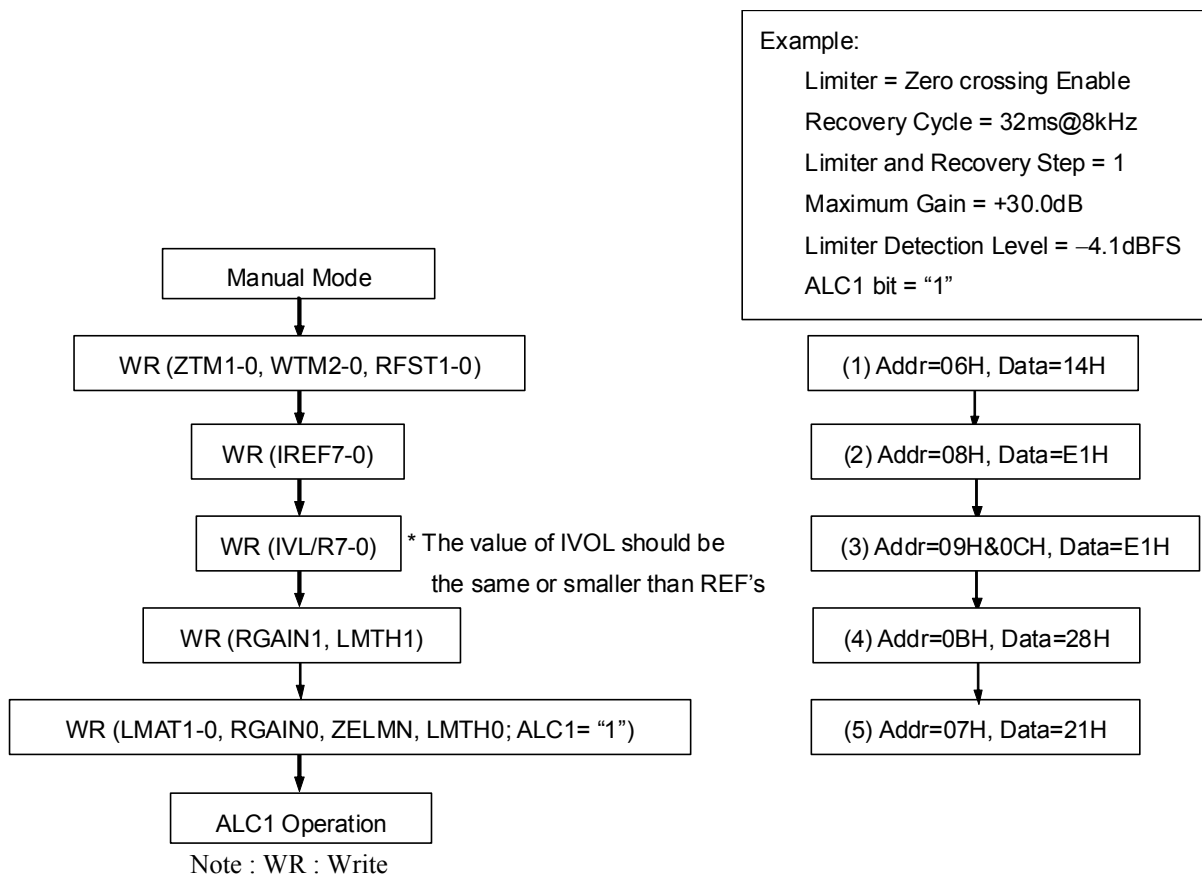 Example:
Limiter = Zero crossing Enable
Recovery Cycle = 32ms@8kHz
Limiter and Recovery Step = 1
Maximum Gain = +30.0dB
Limiter Detection Level = −4.1dBFS
ALC1 bit = “1”
Manual Mode
WR (ZTM1-0, WTM2-0, RFST1-0)
WR (IREF7-0)
WR (IVL/R7-0)
* The value of IVOL should be
the same or smaller than REF’s
WR (RGAIN1, LMTH1)
WR (LMAT1-0, RGAIN0, ZELMN, LMTH0; ALC1= “1”)
ALC1 Operation
Note : WR : Write
(1) Addr=06H, Data=14H
(2) Addr=08H, Data=E1H
(3) Addr=09H&0CH, Data=E1H
(4) Addr=0BH, Data=28H
(5) Addr=07H, Data=21H